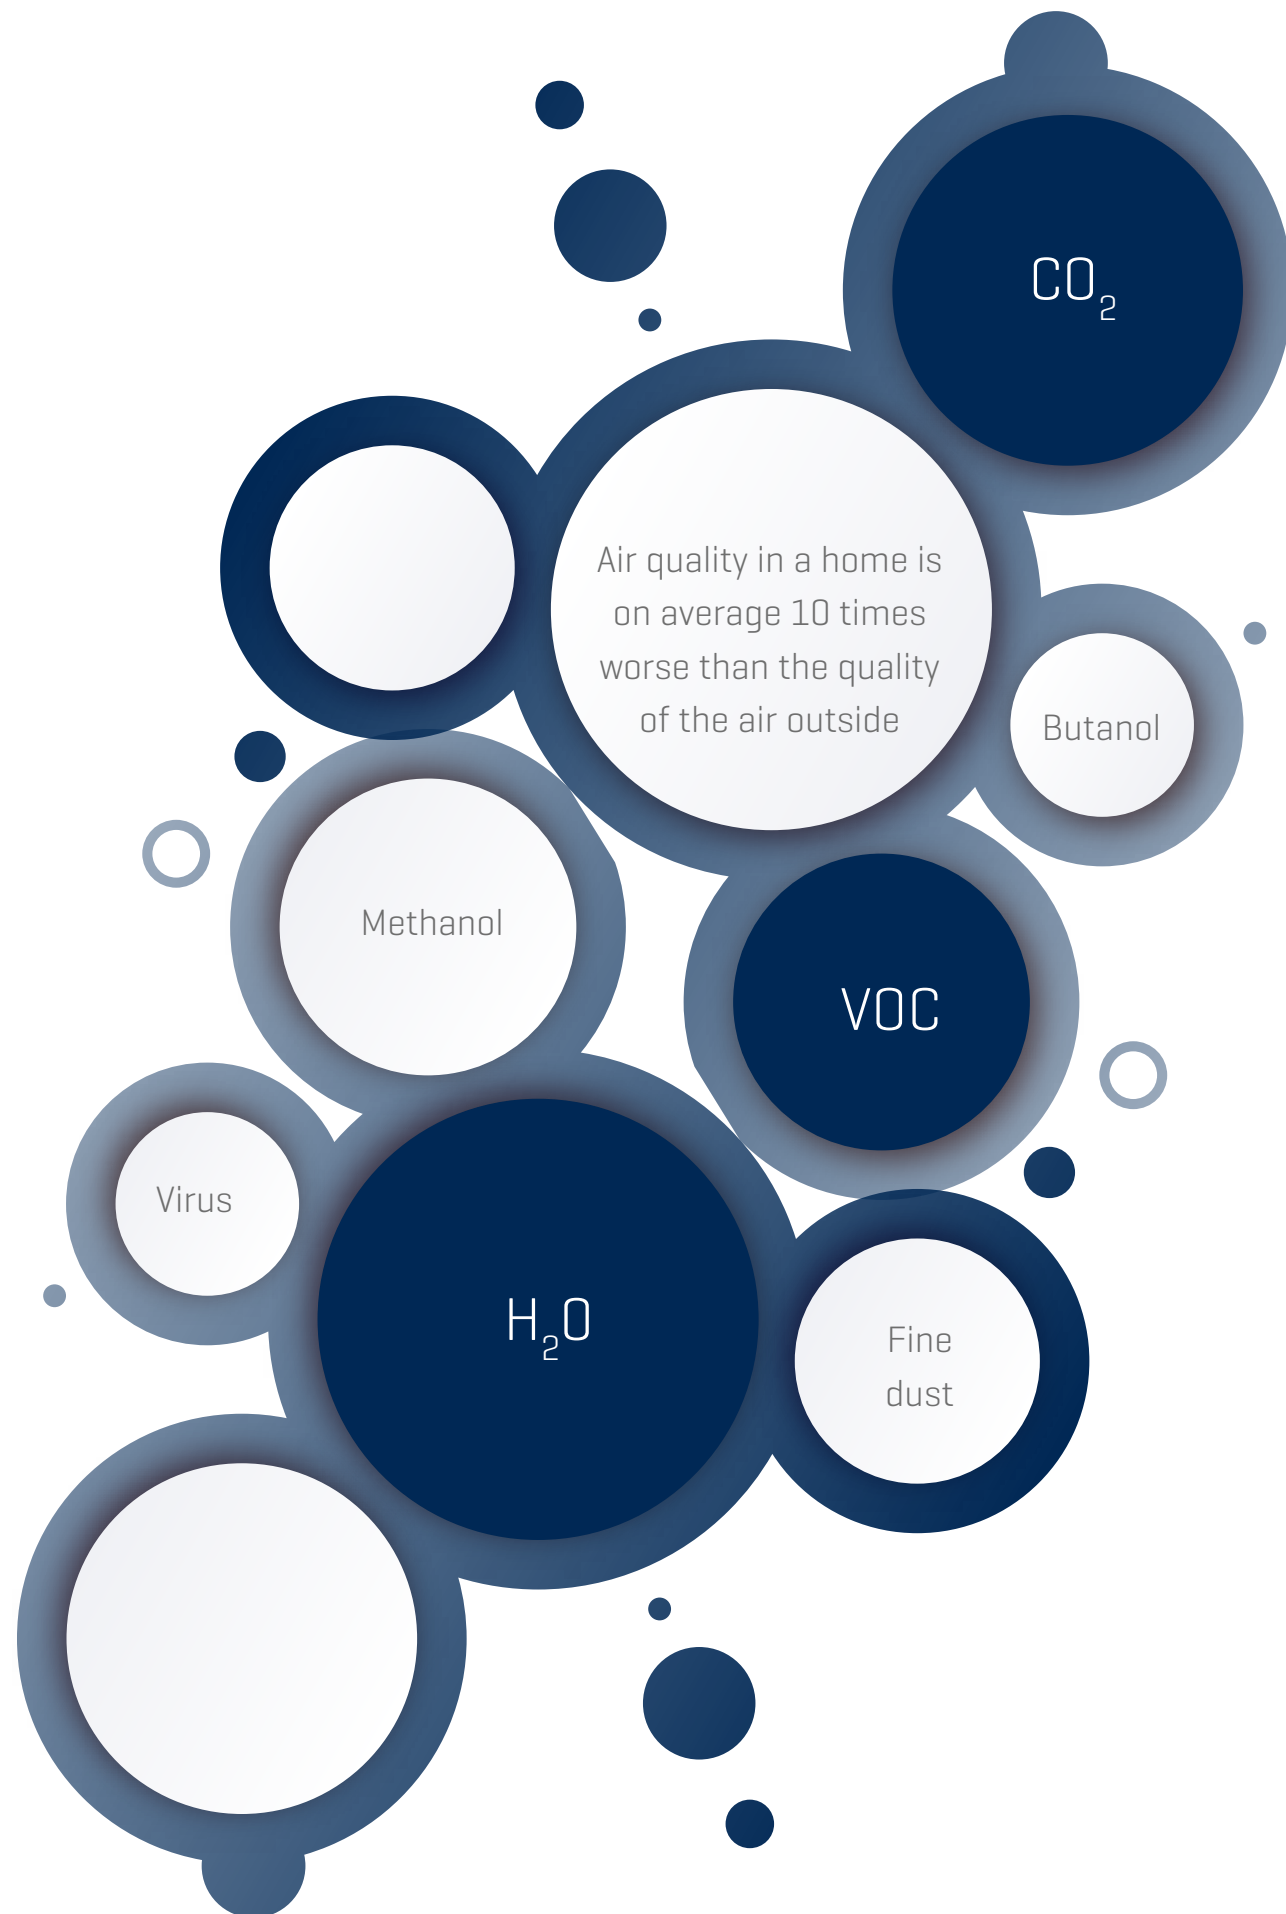 CO₂
Air quality in a home is
on average 10 times
worse than the quality
of the air outside
Butanol
Methanol
VOC
Virus
H₂O
Fine
dust